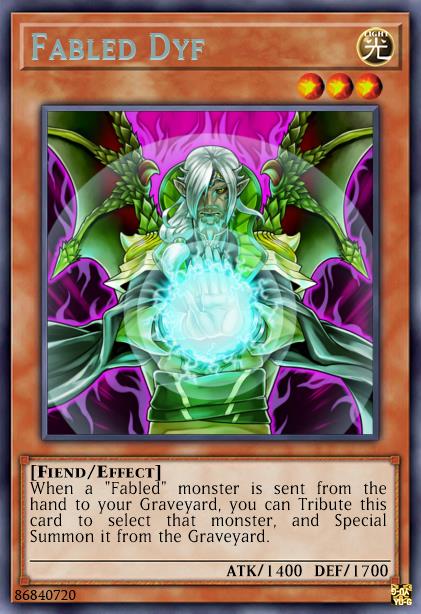 Fabled Dyf
LIGHT
光
[Fiend/Effect]
When a "Fabled" monster is sent from the
hand to your Graveyard, you can Tribute this
card to select that monster, and Special
Summon it from the Graveyard.
ATK/1400 DEF/1700
86840720